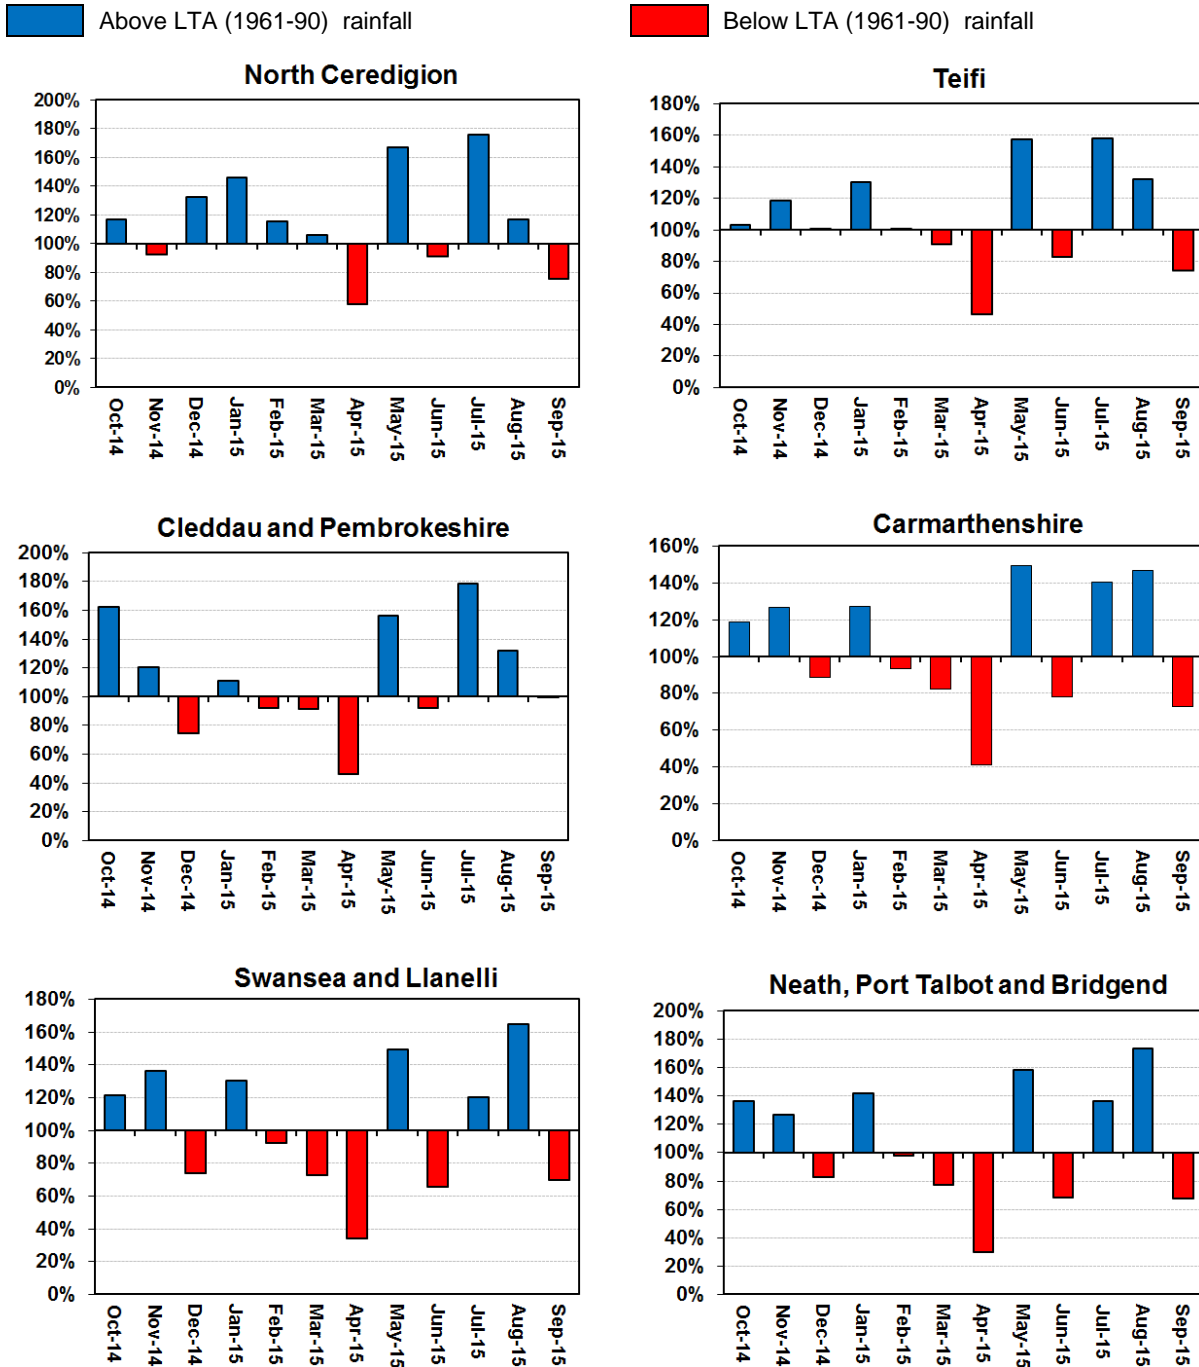 Above LTA (1961-90) rainfall
Below LTA (1961-90) rainfall
North Ceredigion
200%
180%
160%
140%
120%
100%
80%
60%
40%
20%
0%
Oct-14
Nov-14
Dec-14
Jan-15
Feb-15
Mar-15
Apr-15
May-15
Jun-15
Jul-15
Aug-15
Sep-15
Teifi
180%
160%
140%
120%
100%
80%
60%
40%
20%
0%
Oct-14
Nov-14
Dec-14
Jan-15
Feb-15
Mar-15
Apr-15
May-15
Jun-15
Jul-15
Aug-15
Sep-15
Cleddau and Pembrokeshire
200%
180%
160%
140%
120%
100%
80%
60%
40%
20%
0%
Oct-14
Nov-14
Dec-14
Jan-15
Feb-15
Mar-15
Apr-15
May-15
Jun-15
Jul-15
Aug-15
Sep-15
Carmarthenshire
160%
140%
120%
100%
80%
60%
40%
20%
0%
Oct-14
Nov-14
Dec-14
Jan-15
Feb-15
Mar-15
Apr-15
May-15
Jun-15
Jul-15
Aug-15
Sep-15
Swansea and Llanelli
180%
160%
140%
120%
100%
80%
60%
40%
20%
0%
Oct-14
Nov-14
Dec-14
Jan-15
Feb-15
Mar-15
Apr-15
May-15
Jun-15
Jul-15
Aug-15
Sep-15
Neath, Port Talbot and Bridgend
200%
180%
160%
140%
120%
100%
80%
60%
40%
20%
0%
Oct-14
Nov-14
Dec-14
Jan-15
Feb-15
Mar-15
Apr-15
May-15
Jun-15
Jul-15
Aug-15
Sep-15